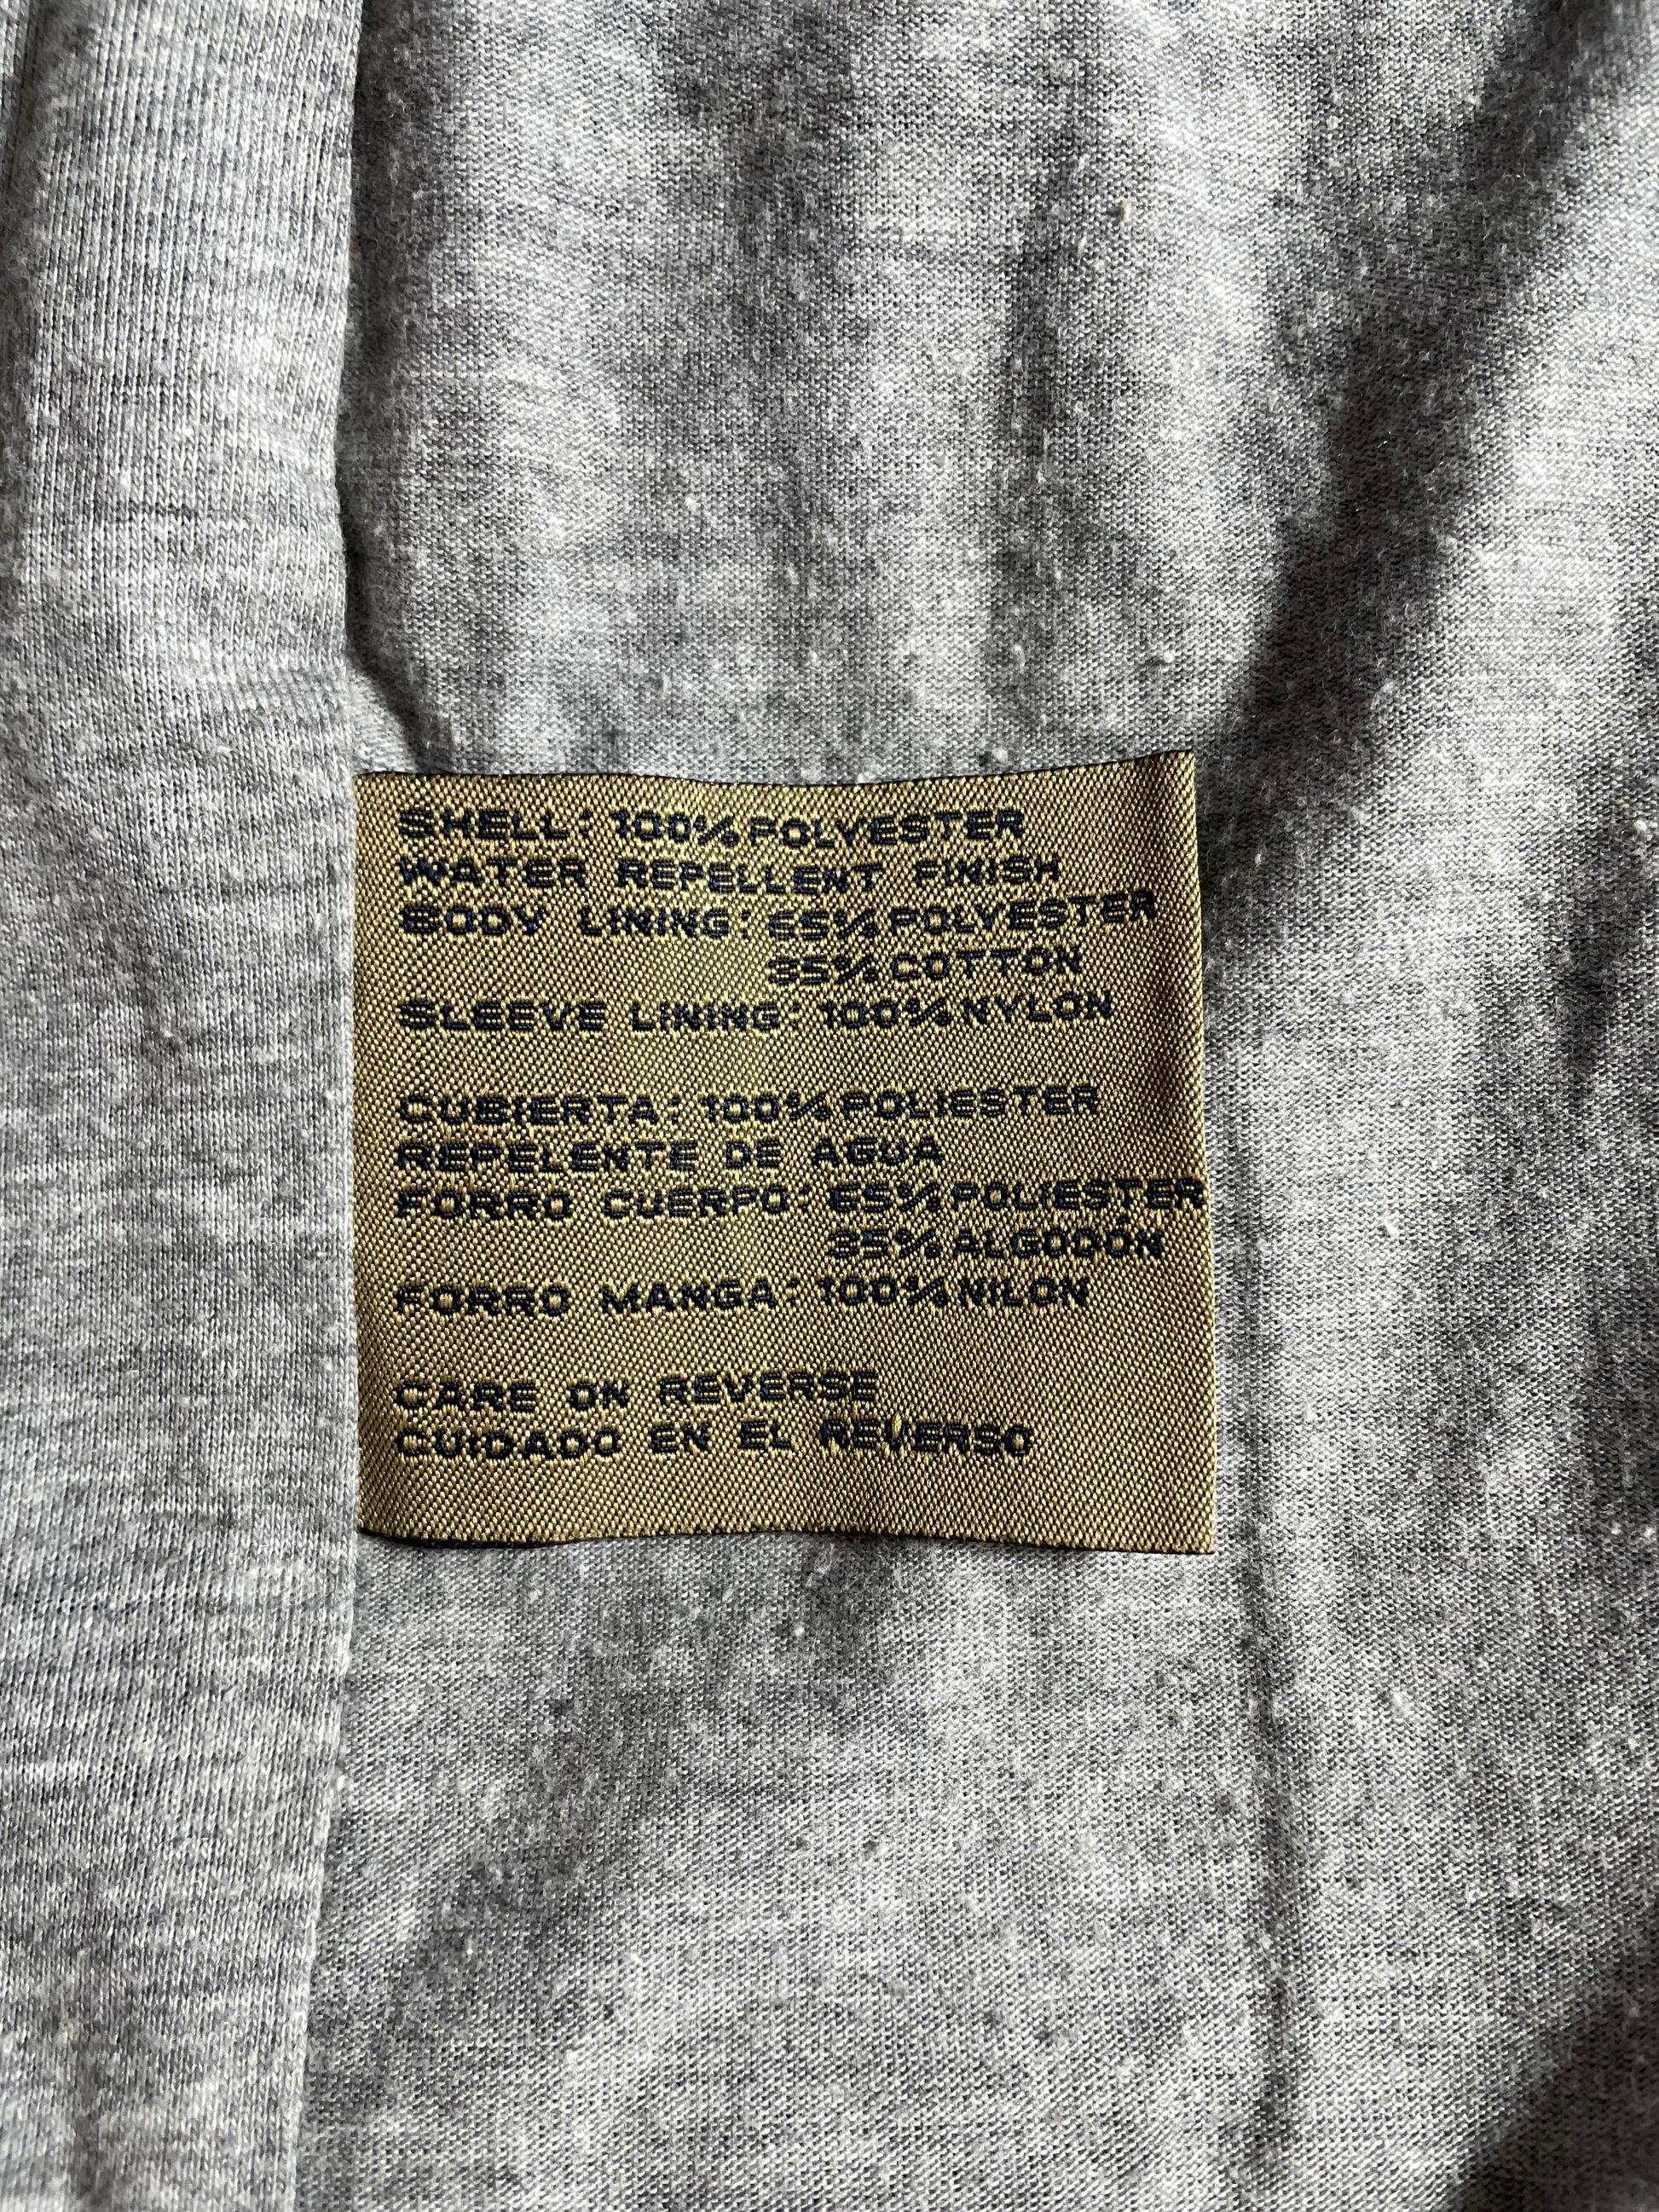 SHELL: 100% POLYESTER
WATER REPELLENT FINISH
BODY LINING: 65% POLYESTER
35% COTTON
SLEEVE LINING: 100% NYLON
CUBIERTA: 100% POLIESTER
REPELENTE DE AGUA
FORRO CUERPO: 65% POLIESTER
35% ALGODÓN
FORRO MANGA: 100% NILON
CARE ON REVERSE
CUIDADO EN EL REVERSO